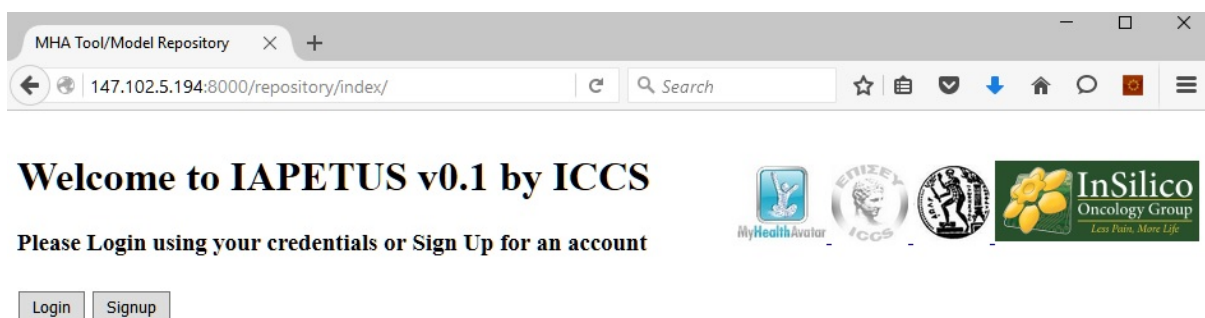 MHA Tool/Model Repository
147.102.5.194:8000/repository/index/
Search
Welcome to IAPETUS v0.1 by ICCS
Please Login using your credentials or Sign Up for an account
MyHealthAvatar
ΕΠΙΣΕΥ
ICCS
InSilico
Oncology Group
Less Pain, More Life
Login Signup